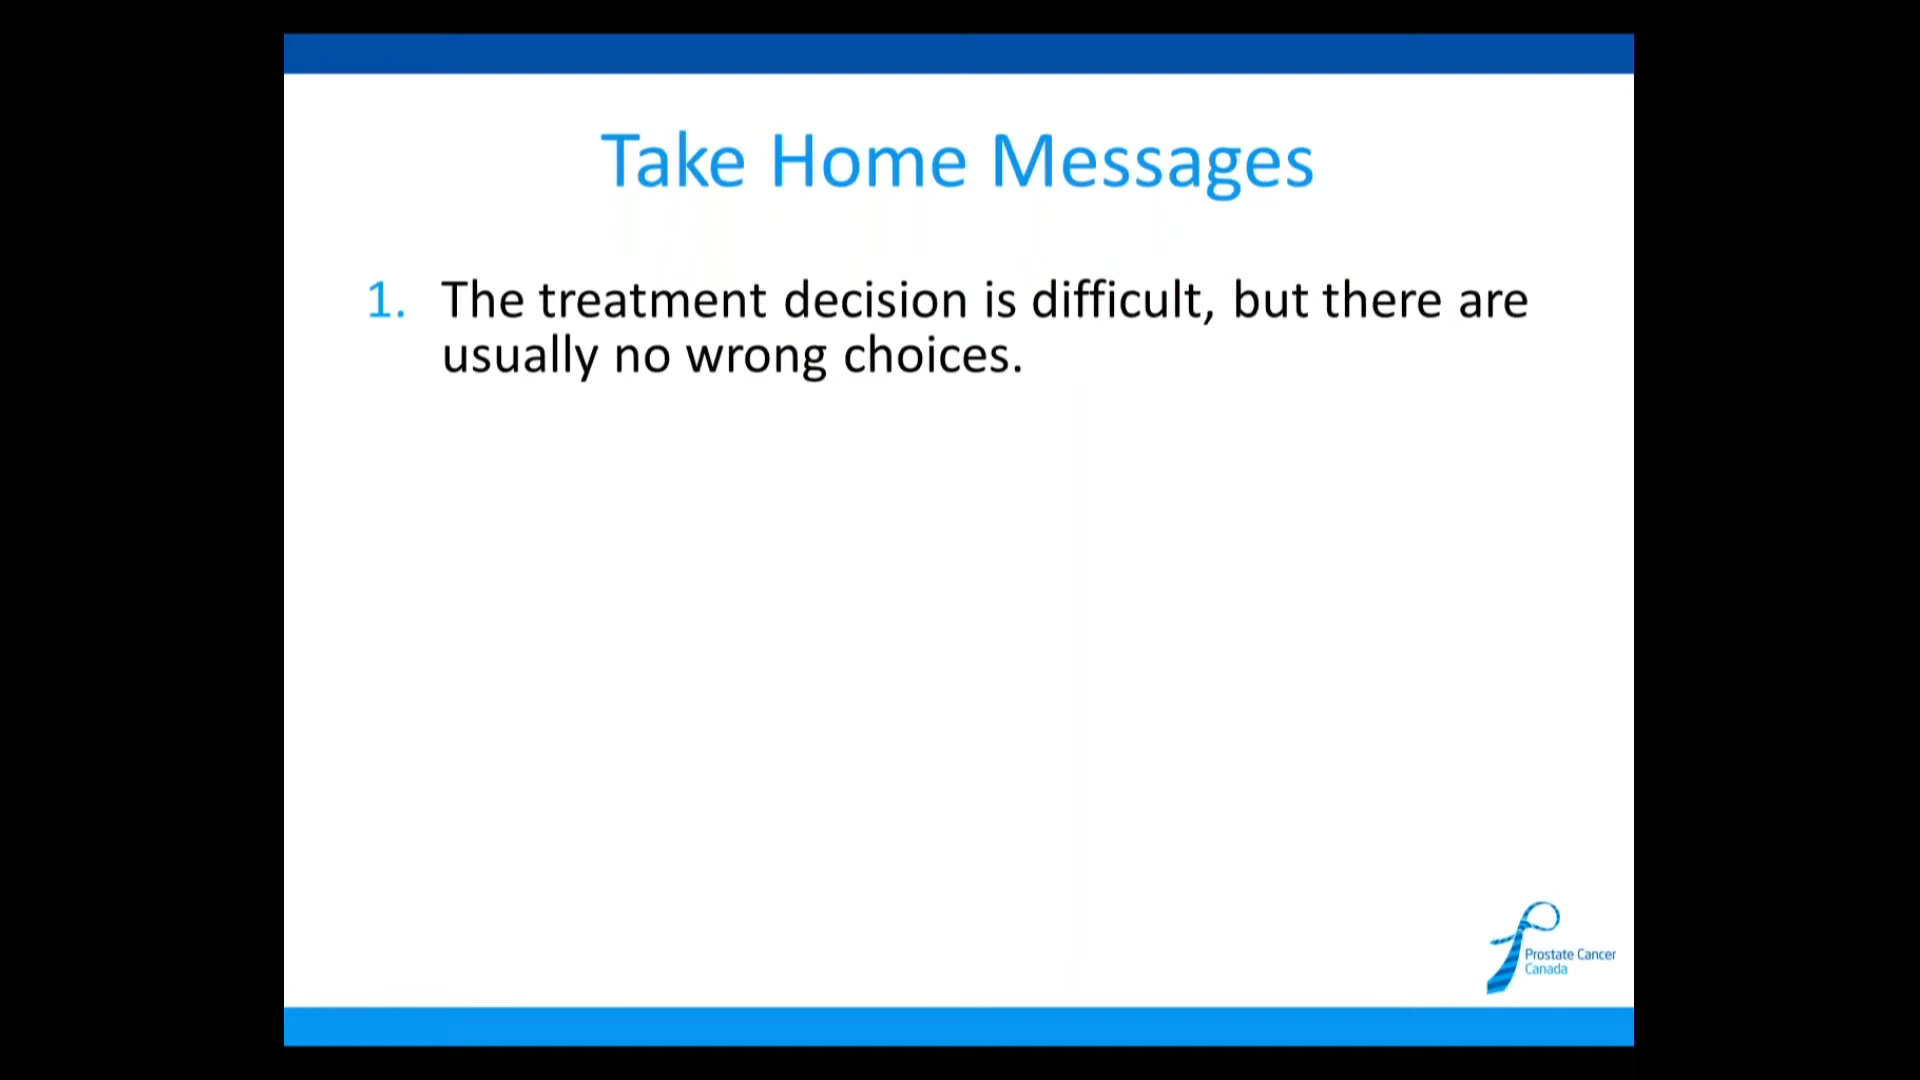 Take Home Messages
1. The treatment decision is difficult, but there are
usually no wrong choices.
Prostate Cancer
Canada